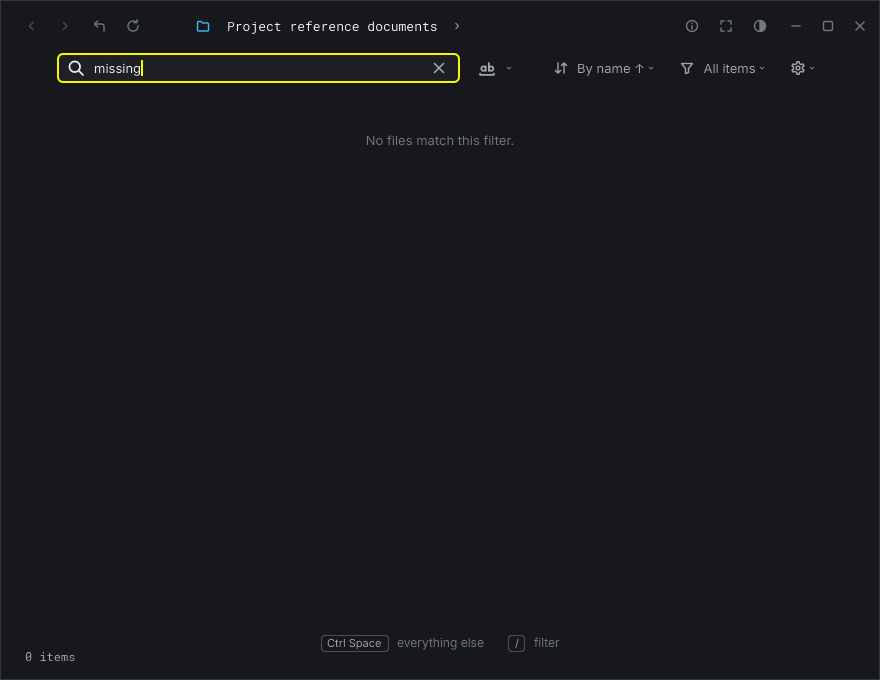 Project reference documents
missing
ab
By name ↑
All items
No files match this filter.
Ctrl Space everything else / filter
0 items